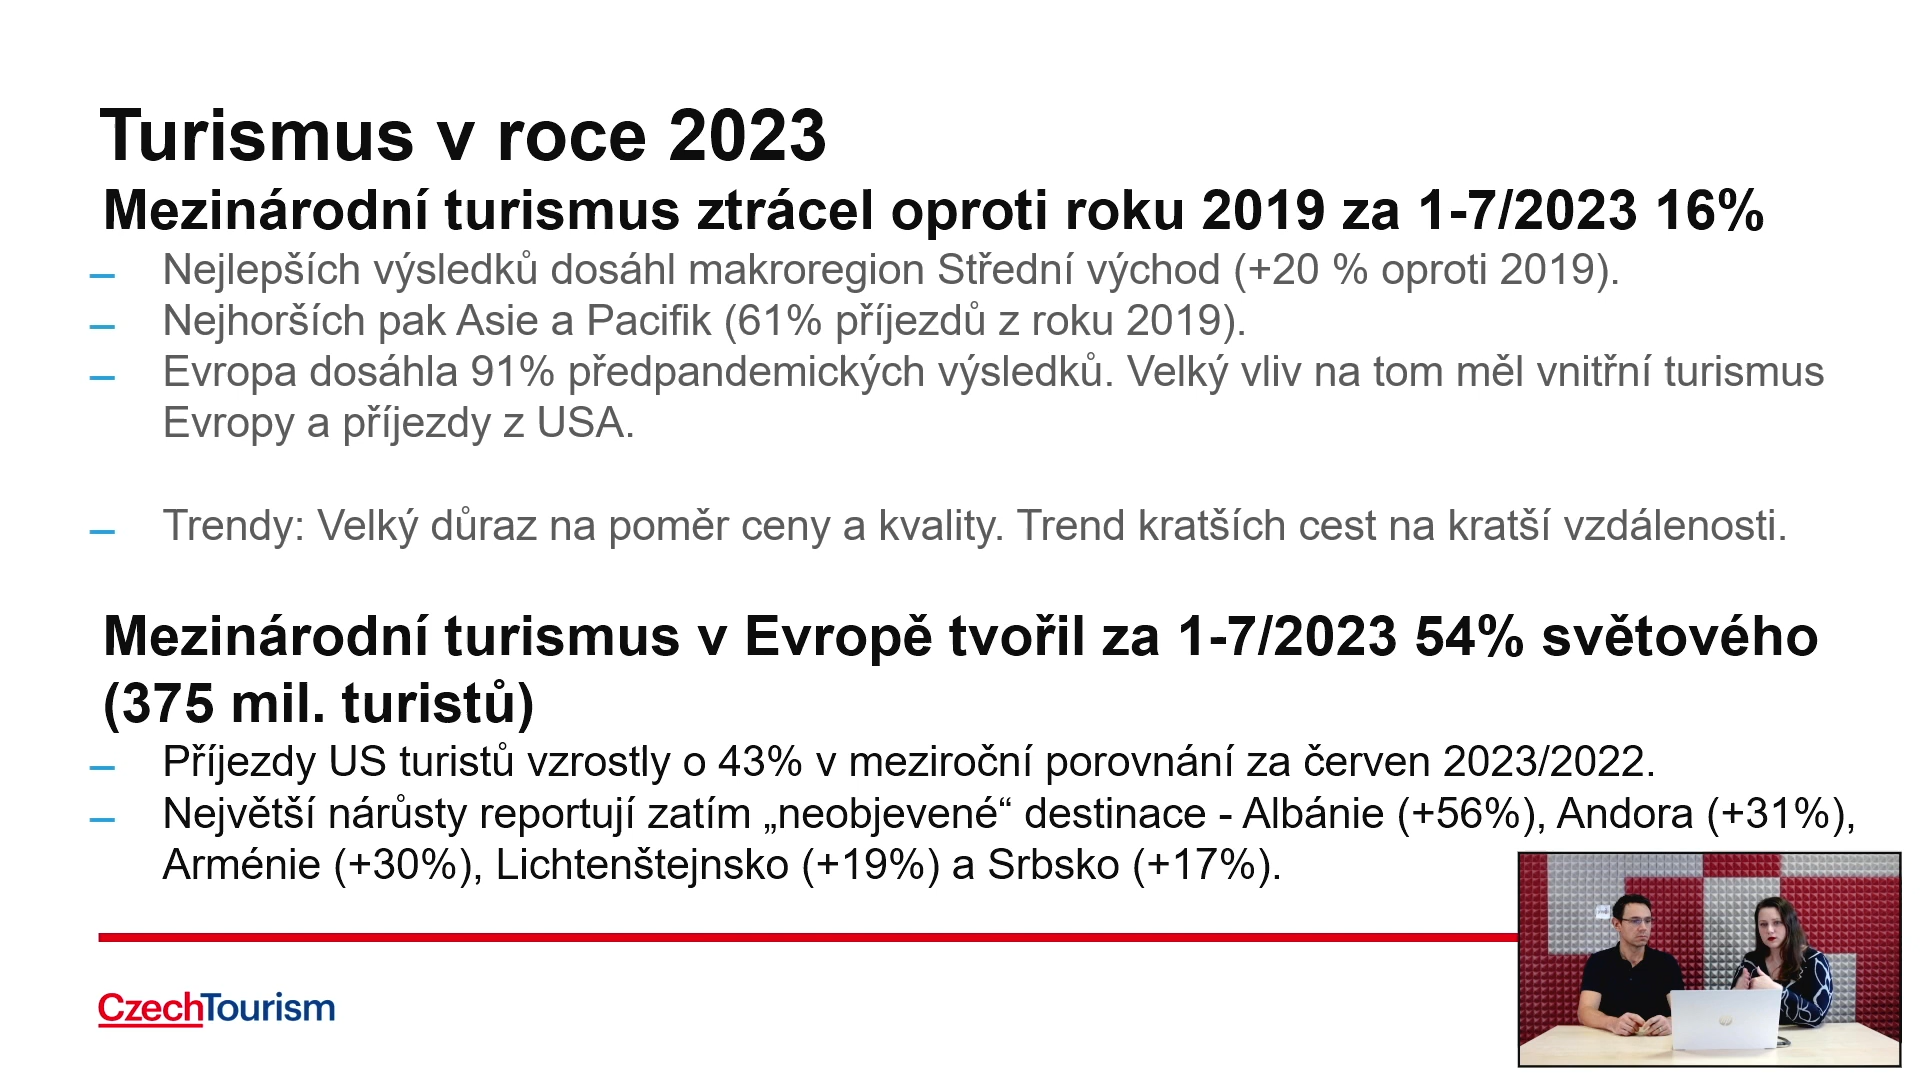 Turismus v roce 2023
Mezinárodní turismus ztrácel oproti roku 2019 za 1-7/2023 16%
– Nejlepších výsledků dosáhl makroregion Střední východ (+20 % oproti 2019).
– Nejhorších pak Asie a Pacifik (61% příjezdů z roku 2019).
– Evropa dosáhla 91% předpandemických výsledků. Velký vliv na tom měl vnitřní turismus
Evropy a příjezdy z USA.
– Trendy: Velký důraz na poměr ceny a kvality. Trend kratších cest na kratší vzdálenosti.
Mezinárodní turismus v Evropě tvořil za 1-7/2023 54% světového
(375 mil. turistů)
– Příjezdy US turistů vzrostly o 43% v meziroční porovnání za červen 2023/2022.
– Největší nárůsty reportují zatím „neobjevené“ destinace - Albánie (+56%), Andora (+31%),
Arménie (+30%), Lichtenštejnsko (+19%) a Srbsko (+17%).
CzechTourism